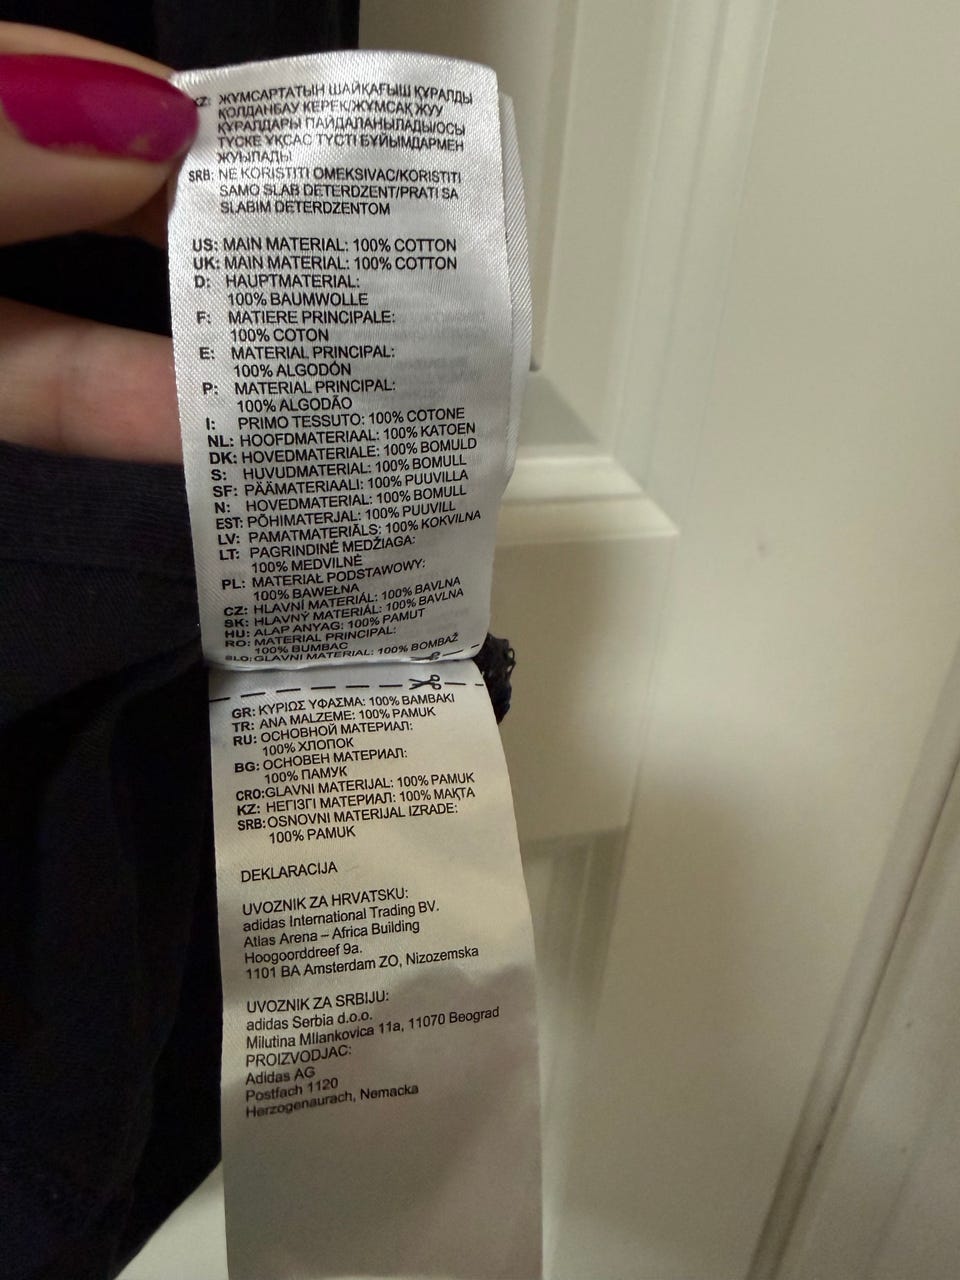 KZ: ЖҰМСАРТАТЫН ШАЙҚАҒЫШ ҚҰРАЛДЫ
ҚОЛДАНБАУ КЕРЕК/ЖҰМСАҚ ЖУУ
ҚҰРАЛДАРЫ ПАЙДАЛАНЫЛАДЫ/ОСЫ
ТҮСКЕ ҰҚСАС ТҮСТІ БҰЙЫМДАРМЕН
ЖУЫЛАДЫ
SRB: NE KORISTITI OMEKSIVAC/KORISTITI
SAMO SLAB DETERDZENT/PRATI SA
SLABIM DETERDZENTOM
US: MAIN MATERIAL: 100% COTTON
UK: MAIN MATERIAL: 100% COTTON
D: HAUPTMATERIAL:
100% BAUMWOLLE
F: MATIERE PRINCIPALE:
100% COTON
E: MATERIAL PRINCIPAL:
100% ALGODÓN
P: MATERIAL PRINCIPAL:
100% ALGODÃO
I: PRIMO TESSUTO: 100% COTONE
NL: HOOFDMATERIAAL: 100% KATOEN
DK: HOVEDMATERIALE: 100% BOMULD
S: HUVUDMATERIAL: 100% BOMULL
SF: PÄÄMATERIAALI: 100% PUUVILLA
N: HOVEDMATERIAL: 100% BOMULL
EST: PÕHIMATERJAL: 100% PUUVILL
LV: PAMATMATERIĀLS: 100% KOKVILNA
LT: PAGRINDINĖ MEDŽIAGA:
100% MEDVILNĖ
PL: MATERIAŁ PODSTAWOWY:
100% BAWEŁNA
CZ: HLAVNÍ MATERIÁL: 100% BAVLNA
SK: HLAVNÝ MATERIÁL: 100% BAVLNA
HU: ALAP ANYAG: 100% PAMUT
RO: MATERIAL PRINCIPAL:
100% BUMBAC
SLO: GLAVNI MATERIAL: 100% BOMBAŽ
GR: ΚΥΡΙΩΣ ΥΦΑΣΜΑ: 100% ΒΑΜΒΑΚΙ
TR: ANA MALZEME: 100% PAMUK
RU: ОСНОВНОЙ МАТЕРИАЛ:
100% ХЛОПОК
BG: ОСНОВЕН МАТЕРИАЛ:
100% ПАМУК
CRO: GLAVNI MATERIJAL: 100% PAMUK
KZ: НЕГІЗГІ МАТЕРИАЛ: 100% МАҚТА
SRB: OSNOVNI MATERIJAL IZRADE:
100% PAMUK
DEKLARACIJA
UVOZNIK ZA HRVATSKU:
adidas International Trading BV.
Atlas Arena – Africa Building
Hoogoorddreef 9a.
1101 BA Amsterdam ZO, Nizozemska
UVOZNIK ZA SRBIJU:
adidas Serbia d.o.o.
Milutina Mliankovica 11a, 11070 Beograd
PROIZVODJAC:
Adidas AG
Postfach 1120
Herzogenaurach, Nemacka